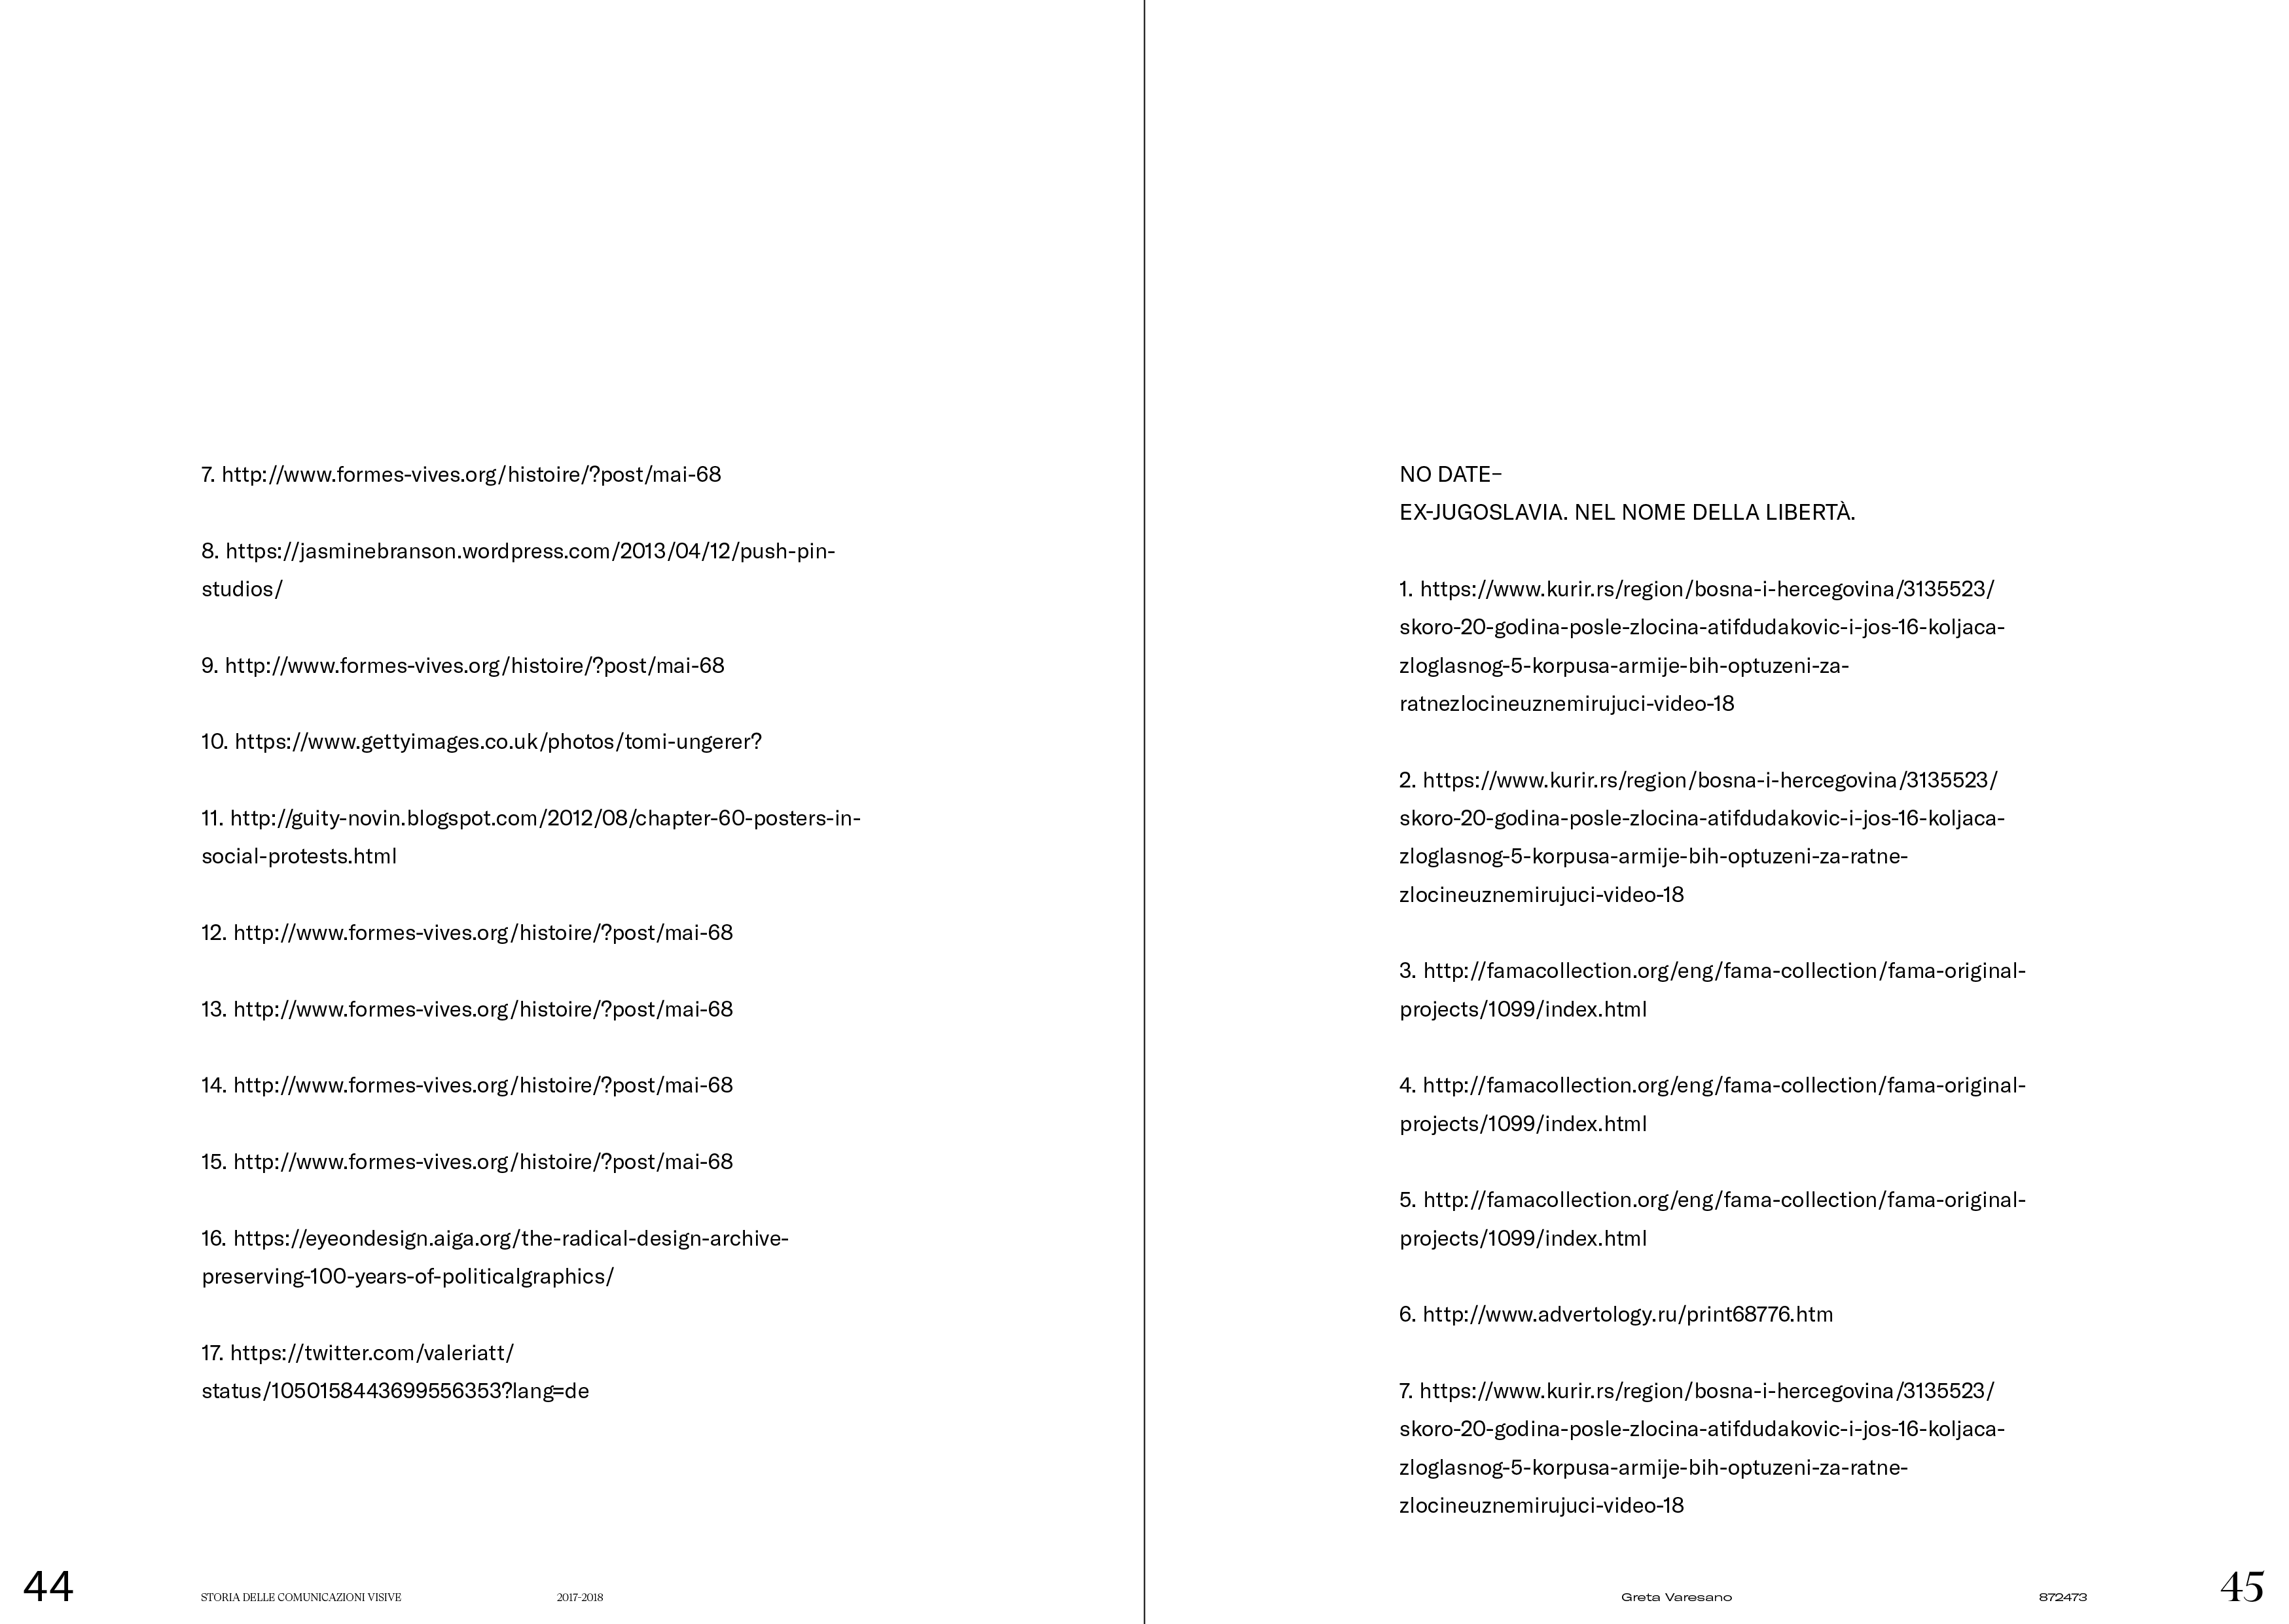 7. http://www.formes-vives.org/histoire/?post/mai-68
8. https://jasminebranson.wordpress.com/2013/04/12/push-pin-
studios/
9. http://www.formes-vives.org/histoire/?post/mai-68
10. https://www.gettyimages.co.uk/photos/tomi-ungerer?
11. http://guity-novin.blogspot.com/2012/08/chapter-60-posters-in-
social-protests.html
12. http://www.formes-vives.org/histoire/?post/mai-68
13. http://www.formes-vives.org/histoire/?post/mai-68
14. http://www.formes-vives.org/histoire/?post/mai-68
15. http://www.formes-vives.org/histoire/?post/mai-68
16. https://eyeondesign.aiga.org/the-radical-design-archive-
preserving-100-years-of-politicalgraphics/
17. https://twitter.com/valeriatt/
status/1050158443699556353?lang=de
44
STORIA DELLE COMUNICAZIONI VISIVE 2017-2018
NO DATE–
EX-JUGOSLAVIA. NEL NOME DELLA LIBERTÀ.
1. https://www.kurir.rs/region/bosna-i-hercegovina/3135523/
skoro-20-godina-posle-zlocina-atifdudakovic-i-jos-16-koljaca-
zloglasnog-5-korpusa-armije-bih-optuzeni-za-
ratnezlocineuznemirujuci-video-18
2. https://www.kurir.rs/region/bosna-i-hercegovina/3135523/
skoro-20-godina-posle-zlocina-atifdudakovic-i-jos-16-koljaca-
zloglasnog-5-korpusa-armije-bih-optuzeni-za-ratne-
zlocineuznemirujuci-video-18
3. http://famacollection.org/eng/fama-collection/fama-original-
projects/1099/index.html
4. http://famacollection.org/eng/fama-collection/fama-original-
projects/1099/index.html
5. http://famacollection.org/eng/fama-collection/fama-original-
projects/1099/index.html
6. http://www.advertology.ru/print68776.htm
7. https://www.kurir.rs/region/bosna-i-hercegovina/3135523/
skoro-20-godina-posle-zlocina-atifdudakovic-i-jos-16-koljaca-
zloglasnog-5-korpusa-armije-bih-optuzeni-za-ratne-
zlocineuznemirujuci-video-18
Greta Varesano 872473
45